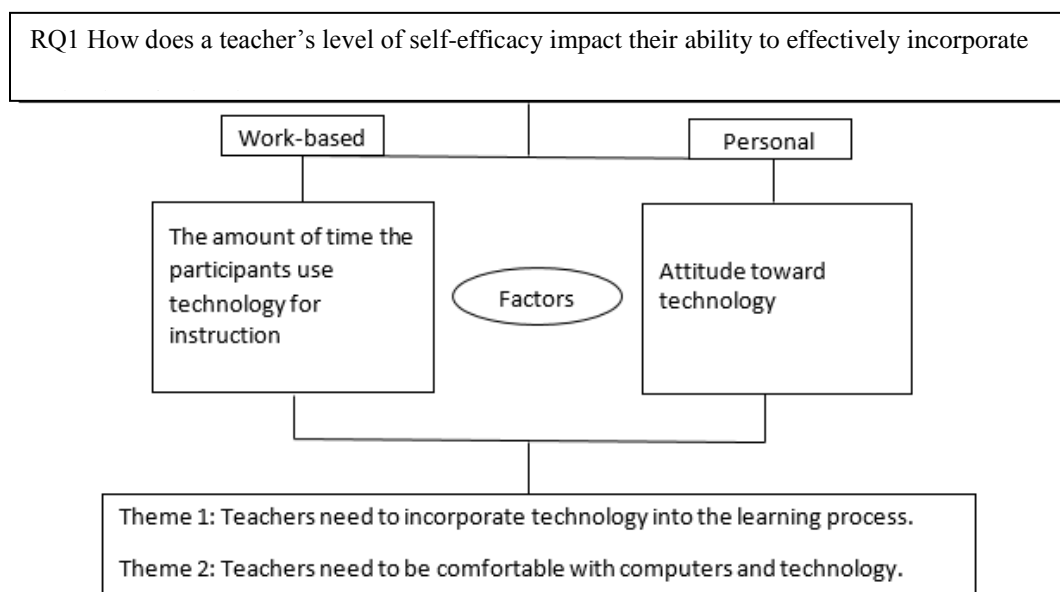 RQ1 How does a teacher’s level of self-efficacy impact their ability to effectively incorporate
Work-based
Personal
The amount of time the
participants use
technology for
instruction
Factors
Attitude toward
technology
Theme 1: Teachers need to incorporate technology into the learning process.
Theme 2: Teachers need to be comfortable with computers and technology.